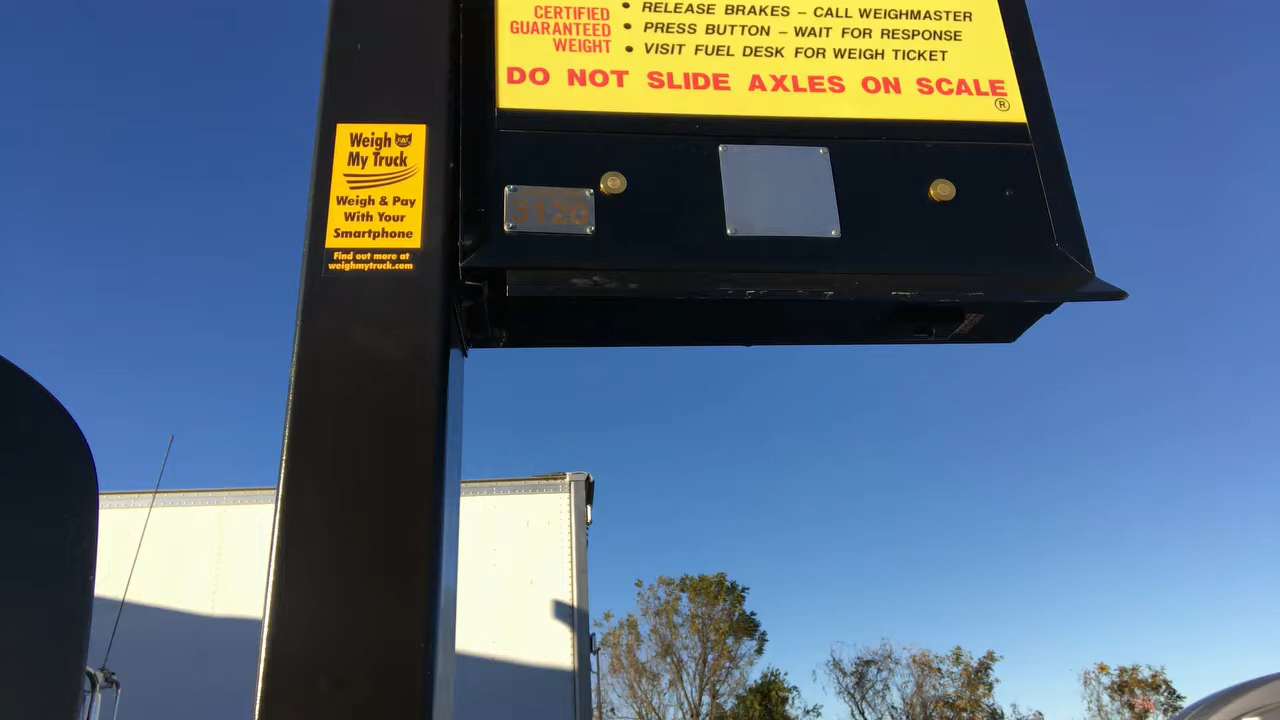 CERTIFIED
GUARANTEED
WEIGHT
• RELEASE BRAKES – CALL WEIGHMASTER
• PRESS BUTTON – WAIT FOR RESPONSE
• VISIT FUEL DESK FOR WEIGH TICKET
DO NOT SLIDE AXLES ON SCALE
®
Weigh CAT
My Truck
Weigh & Pay
With Your
Smartphone
Find out more at
weighmytruck.com
3120